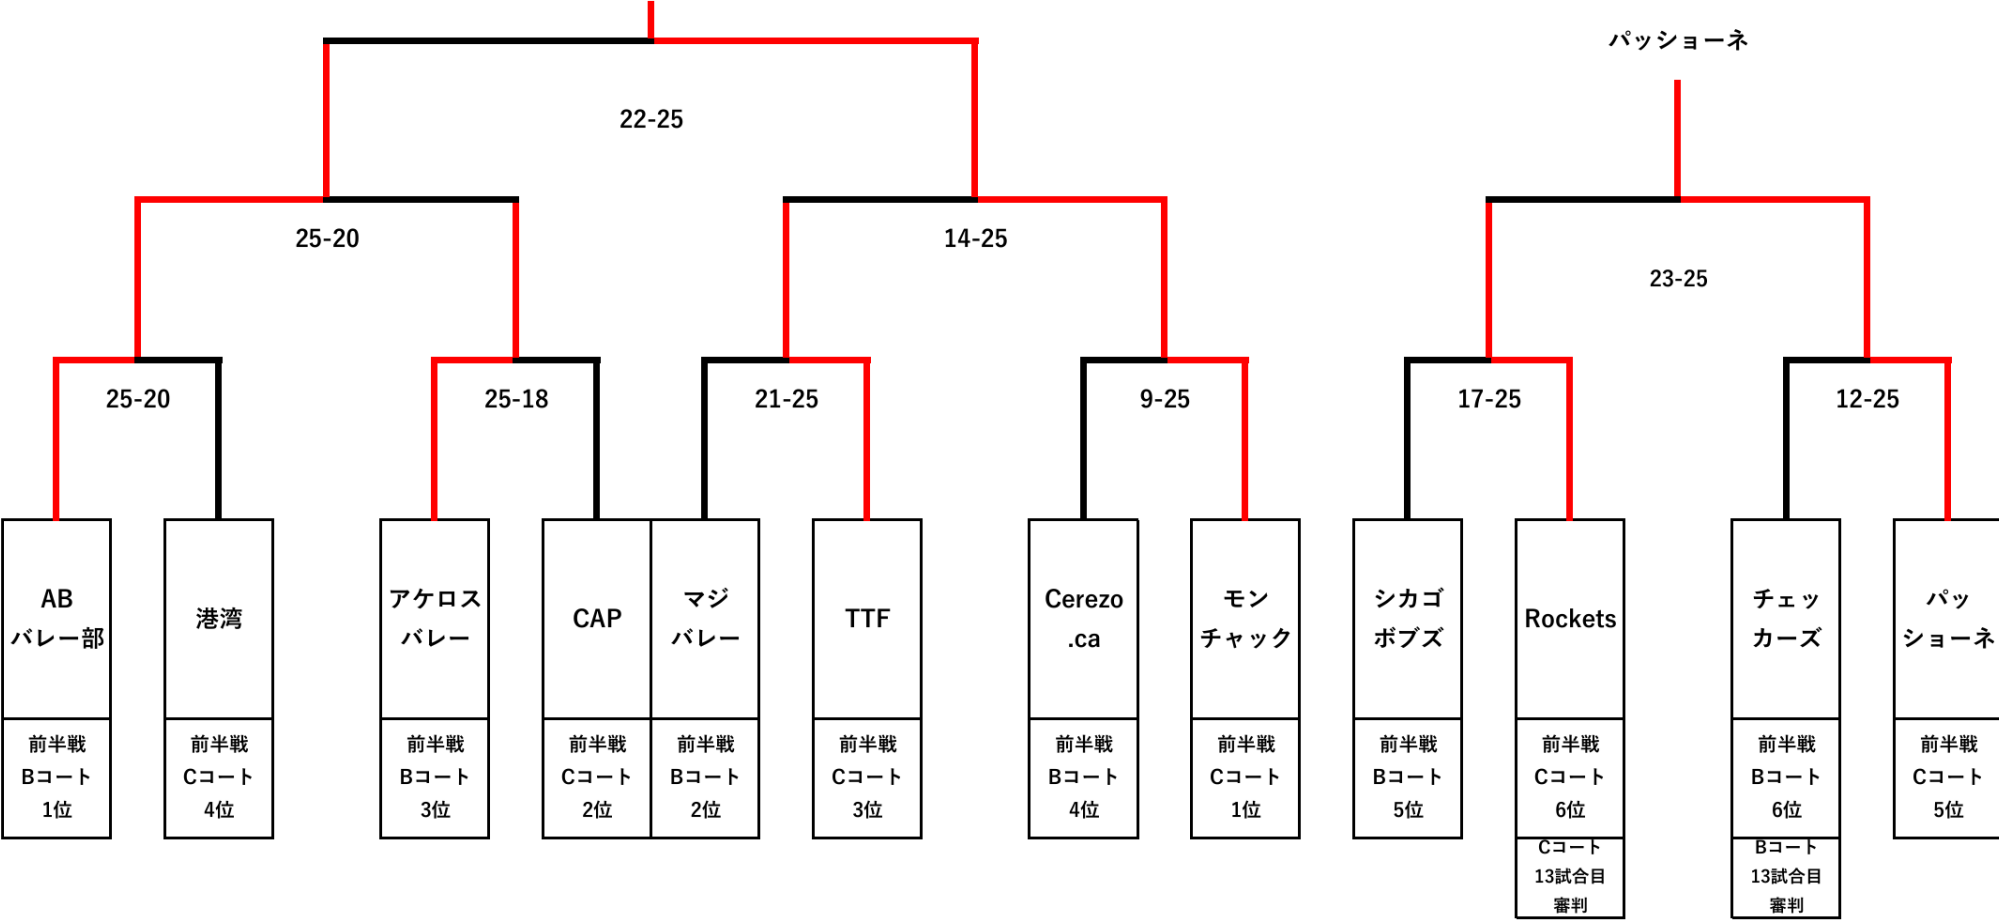 パッショーネ
22-25
25-20
14-25
23-25
25-20
25-18
21-25
9-25
17-25
12-25
AB
バレー部
港湾
アケロス
バレー
CAP
マジ
バレー
TTF
Cerezo
.ca
モン
チャック
シカゴ
ボブズ
Rockets
チェッ
カーズ
パッ
ショーネ
前半戦
Bコート
1位
前半戦
Cコート
4位
前半戦
Bコート
3位
前半戦
Cコート
2位
前半戦
Bコート
2位
前半戦
Cコート
3位
前半戦
Bコート
4位
前半戦
Cコート
1位
前半戦
Bコート
5位
前半戦
Cコート
6位
前半戦
Bコート
6位
前半戦
Cコート
5位
Cコート
13試合目
審判
Bコート
13試合目
審判